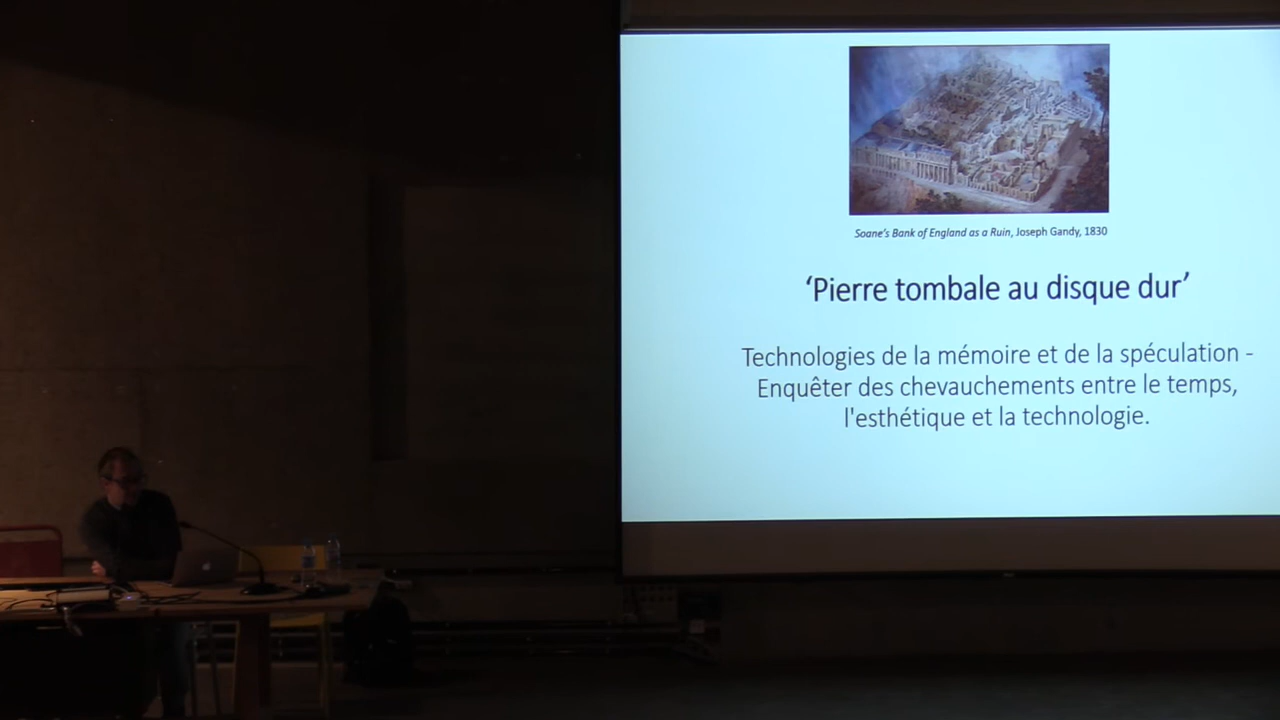 Soane's Bank of England as a Ruin, Joseph Gandy, 1830
‘Pierre tombale au disque dur’
Technologies de la mémoire et de la spéculation -
Enquêter des chevauchements entre le temps,
l'esthétique et la technologie.